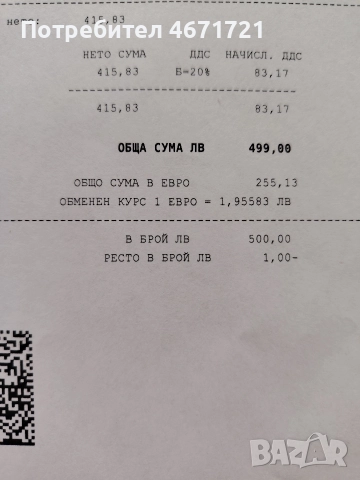 нето: 415,83
Потребител 4671721
НЕТО СУМА ДДС НАЧИСЛ. ДДС
415,83 Б=20% 83,17
415,83 83,17
ОБЩА СУМА ЛВ 499,00
ОБЩО СУМА В ЕВРО 255,13
ОБМЕНЕН КУРС 1 ЕВРО = 1,95583 ЛВ
В БРОЙ ЛВ 500,00
РЕСТО В БРОЙ ЛВ 1,00-
BAZAR